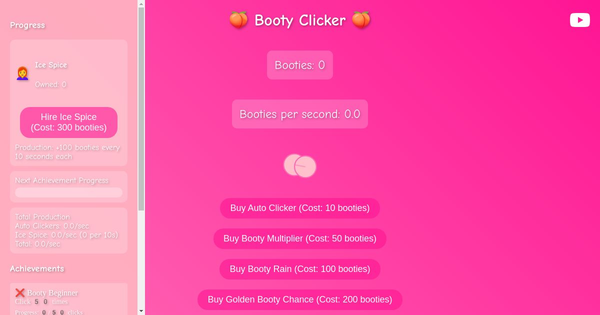 Progress
Ice Spice
Owned: 0
Hire Ice Spice
(Cost: 300 booties)
Production: +100 booties every
10 seconds each
Next Achievement Progress
Total Production:
Auto Clickers: 0.0/sec
Ice Spice: 0.0/sec (0 per 10s)
Total: 0.0/sec
Achievements
❌ Booty Beginner
Click 5 0 times
🍑 Booty Clicker 🍑
Booties: 0
Booties per second: 0.0
Buy Auto Clicker (Cost: 10 booties)
Buy Booty Multiplier (Cost: 50 booties)
Buy Booty Rain (Cost: 100 booties)
Buy Golden Booty Chance (Cost: 200 booties)